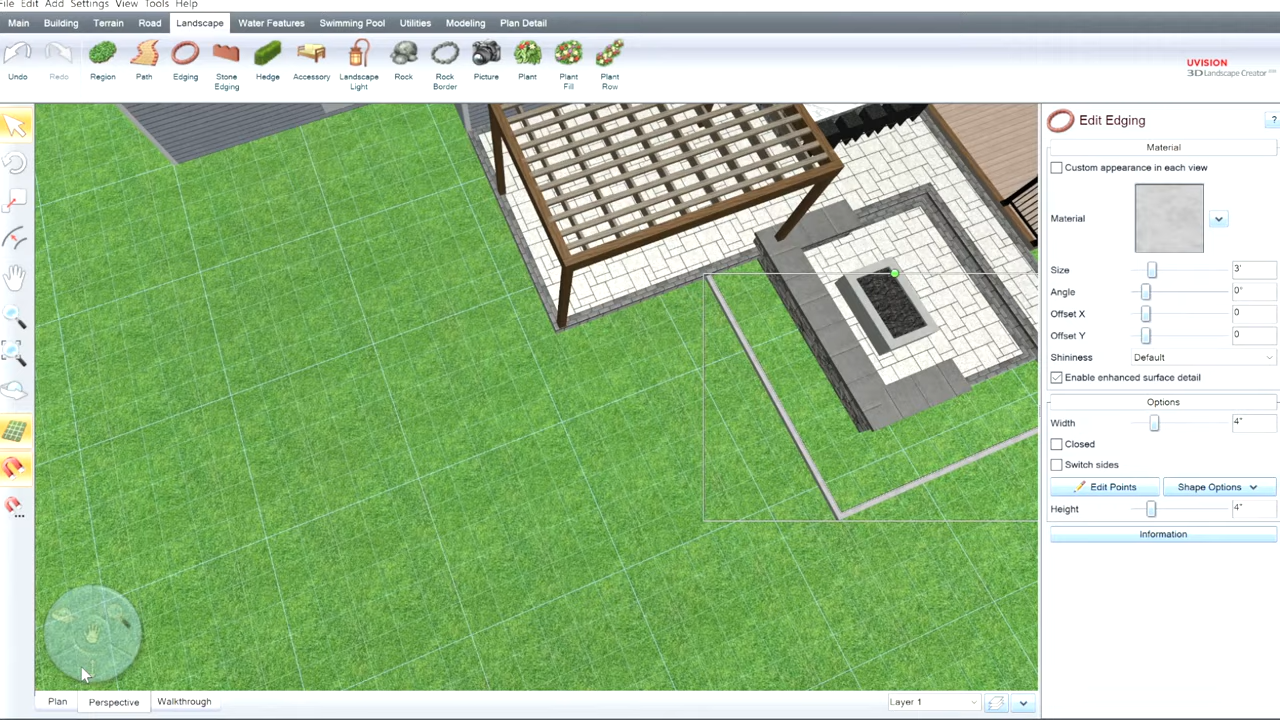 File Edit Add Settings View Tools Help
Main Building Terrain Road Landscape Water Features Swimming Pool Utilities Modeling Plan Detail
Undo Redo Region Path Edging Stone Edging Hedge Accessory Landscape Light Rock Rock Border Picture Plant Plant Fill Plant Row
UVISION
3D Landscape Creator
Edit Edging ?
Material
Custom appearance in each view
Material
Size 3'
Angle 0°
Offset X 0
Offset Y 0
Shininess Default
Enable enhanced surface detail
Options
Width 4"
Closed
Switch sides
Edit Points Shape Options
Height 4"
Information
Plan Perspective Walkthrough Layer 1